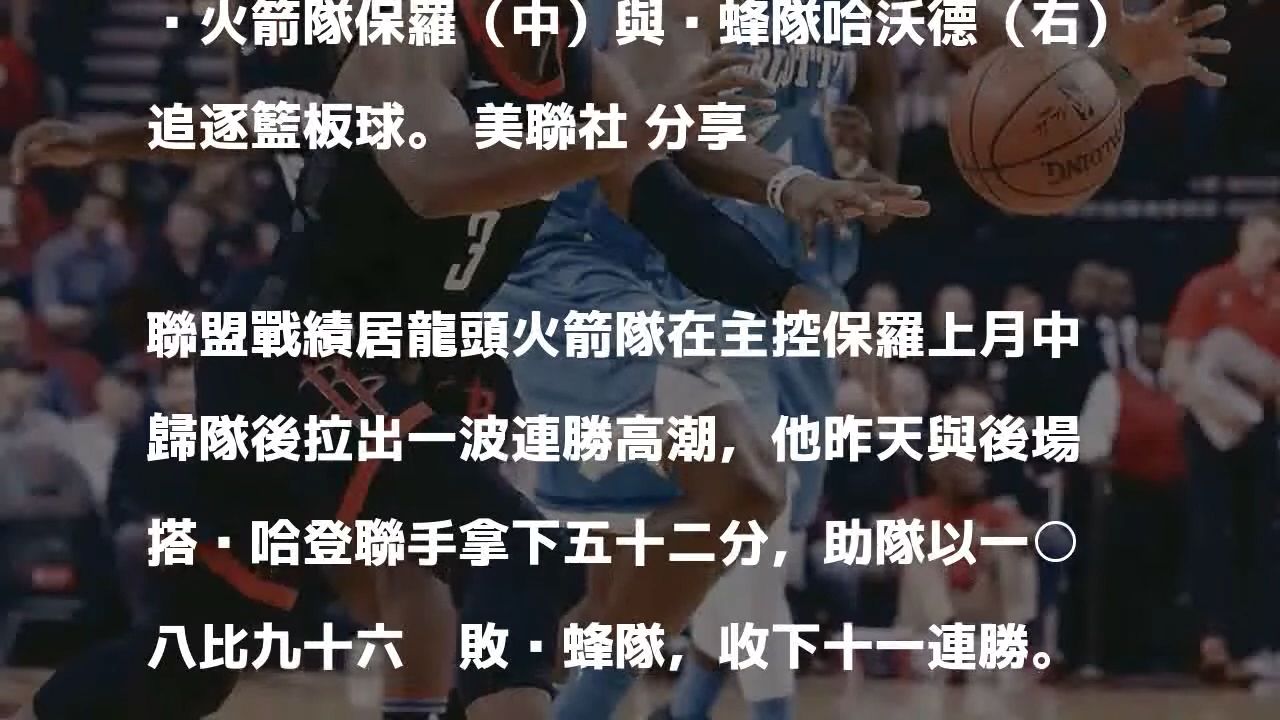 ▪火箭隊保羅（中）與▪蜂隊哈沃德（右）
追逐籃板球。 美聯社 分享
聯盟戰績居龍頭火箭隊在主控保羅上月中
歸隊後拉出一波連勝高潮，他昨天與後場
搭▪哈登聯手拿下五十二分，助隊以一○
八比九十六　敗▪蜂隊，收下十一連勝。
3